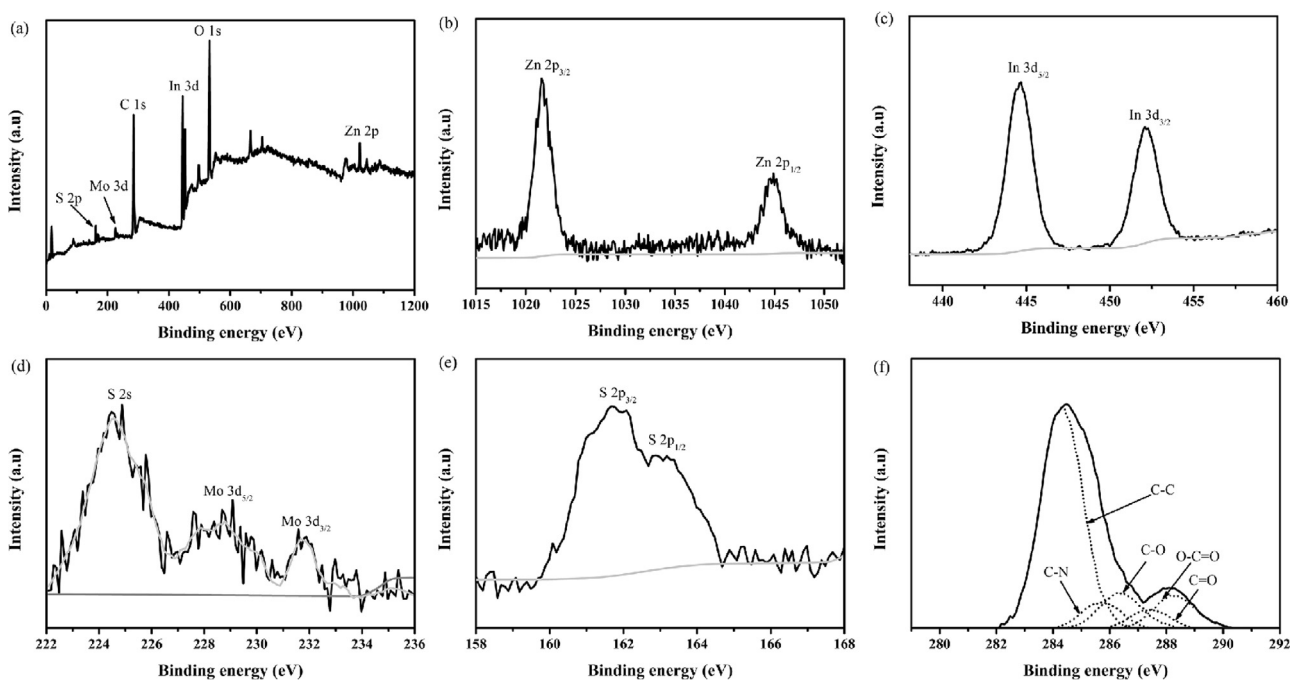 (a)
O 1s
In 3d
C 1s
Zn 2p
Mo 3d
S 2p
Intensity (a.u)
0 200 400 600 800 1000 1200
Binding energy (eV)
(b)
Zn 2p3/2
Zn 2p1/2
Intensity (a.u)
1015 1020 1025 1030 1035 1040 1045 1050
Binding energy (eV)
(c)
In 3d5/2
In 3d3/2
Intensity (a.u)
440 445 450 455 460
Binding energy (eV)
(d)
S 2s
Mo 3d5/2
Mo 3d3/2
Intensity (a.u)
222 224 226 228 230 232 234 236
Binding energy (eV)
(e)
S 2p3/2
S 2p1/2
Intensity (a.u)
158 160 162 164 166 168
Binding energy (eV)
(f)
C-C
C-O
O-C=O
C-N
C=O
Intensity (a.u)
280 282 284 286 288 290 292
Binding energy (eV)